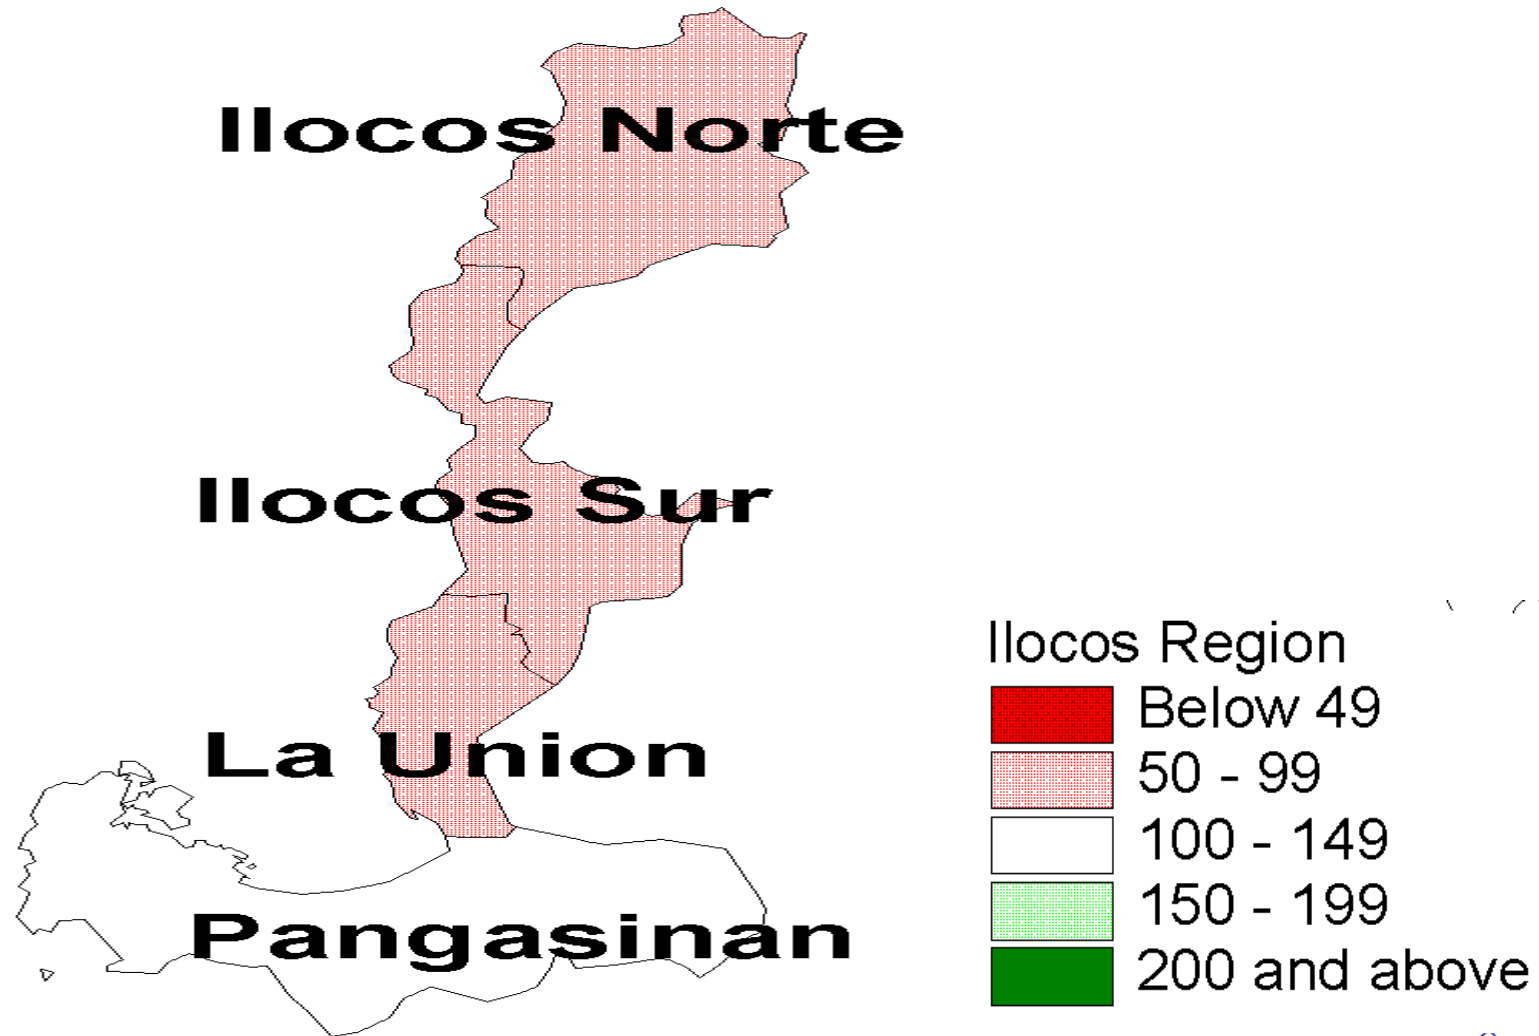 Ilocos Norte
Ilocos Sur
La Union
Pangasinan
Ilocos Region
Below 49
50 - 99
100 - 149
150 - 199
200 and above